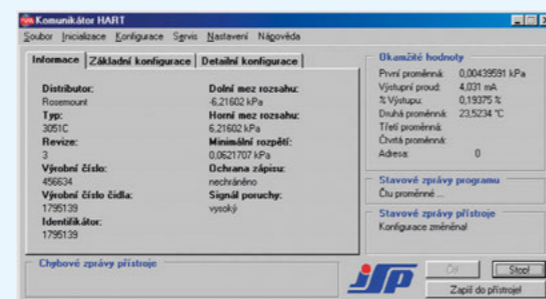 Komunikátor HART
Soubor Inicializace Konfigurace Servis Nastavení Nápověda
Informace Základní konfigurace Detailní konfigurace
Distributor:
Rosemount
Typ:
3051C
Revize:
3
Výrobní číslo:
456634
Výrobní číslo čidla:
1795139
Identifikátor:
1795139
Dolní mez rozsahu:
-6,21602 kPa
Horní mez rozsahu:
6,21602 kPa
Minimální rozpětí:
0,0621707 kPa
Ochrana zápisu:
nechráněno
Signál poruchy:
vysoký
Okamžité hodnoty
První proměnná: 0,00439591 kPa
Výstupní proud: 4,031 mA
% Výstupu: 0,19375 %
Druhá proměnná: 23,5234 °C
Třetí proměnná:
Čtvrtá proměnná:
Adresa: 0
Stavové zprávy programu
Čtu proměnné ...
Stavové zprávy přístroje
Konfigurace změněna!
Chybové zprávy přístroje
JSP
Čti! Stop!
Zapiš do přístroje!